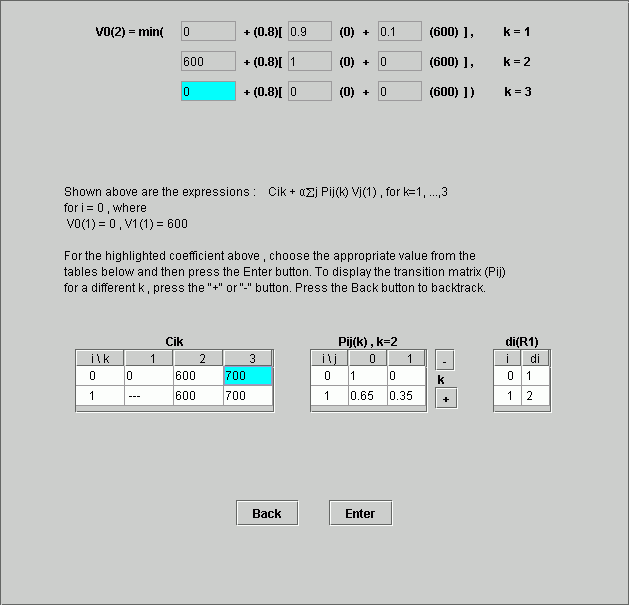 V0(2) = min( 0 + (0.8)[ 0.9 (0) + 0.1 (600) ] , k = 1
600 + (0.8)[ 1 (0) + 0 (600) ] , k = 2
0 + (0.8)[ 0 (0) + 0 (600) ] ) k = 3
Shown above are the expressions : Cik + α∑j Pij(k) Vj(1) , for k=1, ...,3
for i = 0 , where
V0(1) = 0 , V1(1) = 600
For the highlighted coefficient above , choose the appropriate value from the
tables below and then press the Enter button. To display the transition matrix (Pij)
for a different k , press the "+" or "-" button. Press the Back button to backtrack.
Cik
i \ k 1 2 3
0 0 600 700
1 --- 600 700
Pij(k) , k=2
i \ j 0 1
0 1 0
1 0.65 0.35
-
k
+
di(R1)
i di
0 1
1 2
Back Enter